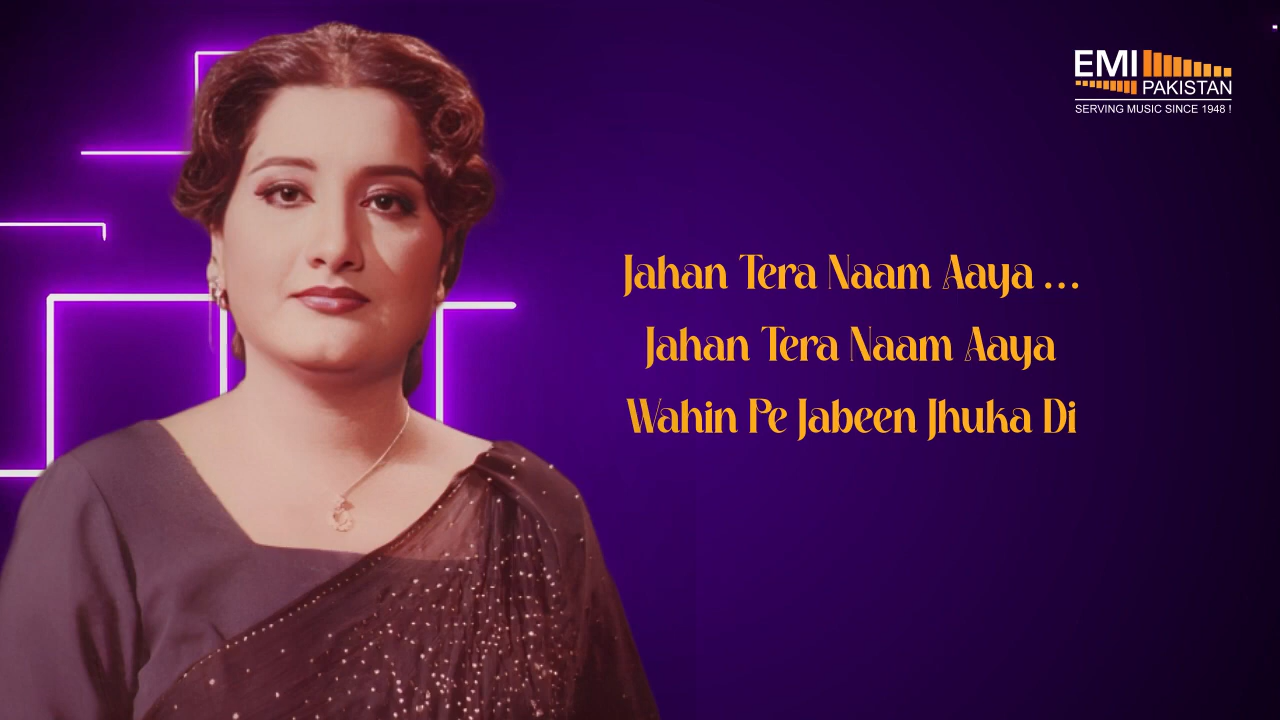 EMI
PAKISTAN
SERVING MUSIC SINCE 1948 !
Jahan Tera Naam Aaya ...
Jahan Tera Naam Aaya
Wahin Pe Jabeen Jhuka Di